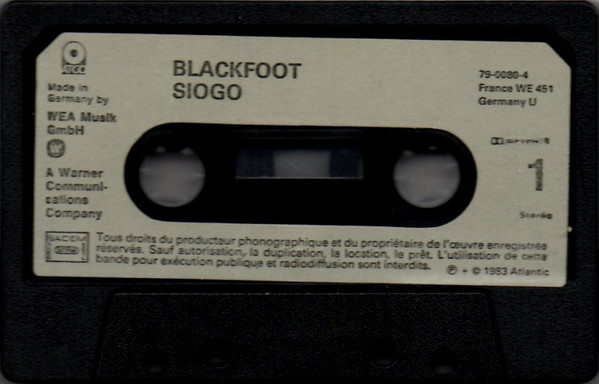 ATCO
Made in
Germany by
WEA Musik
GmbH
A Warner
Communi-
cations
Company
BLACKFOOT
SIOGO
79-0080-4
France WE 451
Germany U
1
Stereo
SACEM
Tous droits du producteur phonographique et du propriétaire de l'œuvre enregistrée
réservés. Sauf autorisation, la duplication, la location, le prêt. L'utilisation de cette
bande pour exécution publique et radiodiffusion sont interdits.
℗ + © 1983 Atlantic